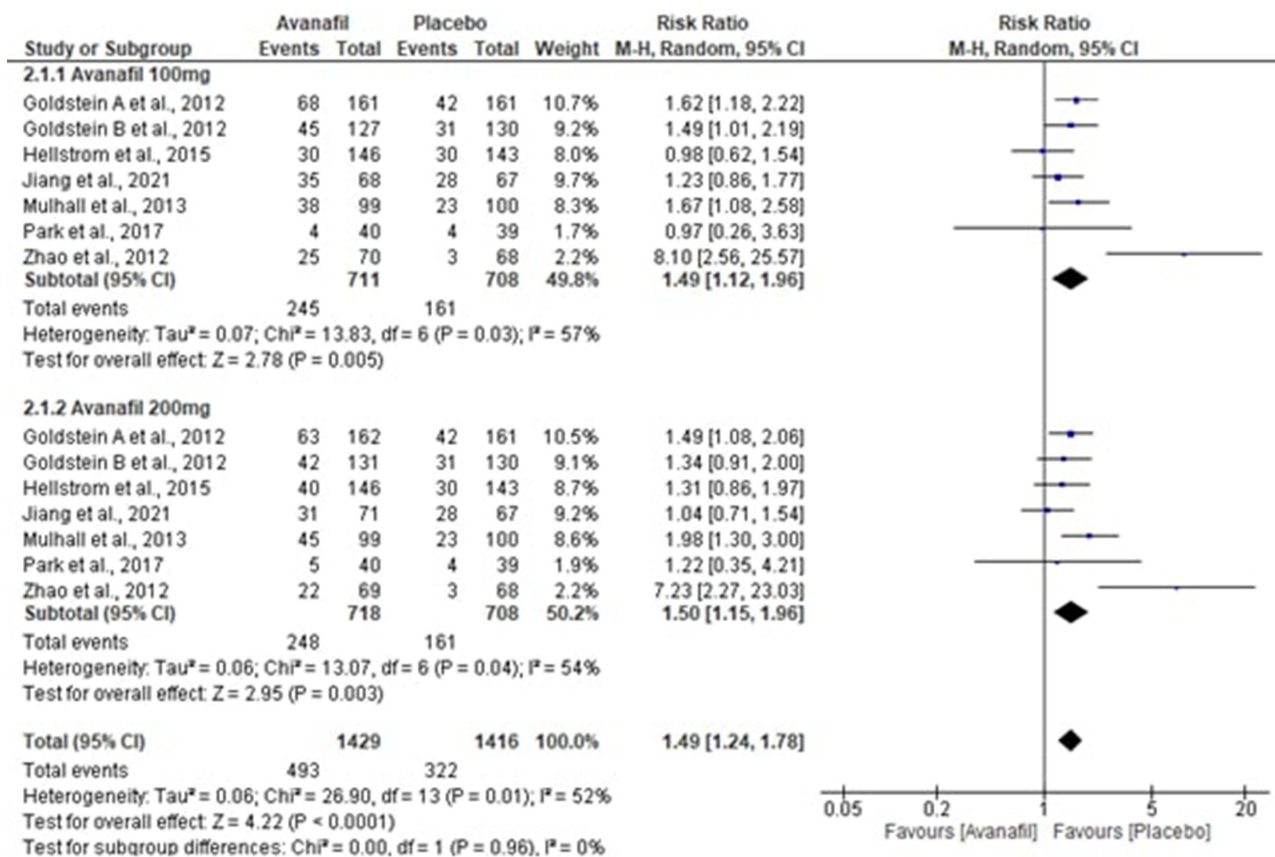 Avanafil Placebo Risk Ratio Risk Ratio
Study or Subgroup Events Total Events Total Weight M-H, Random, 95% CI M-H, Random, 95% CI
2.1.1 Avanafil 100mg
Goldstein A et al., 2012 68 161 42 161 10.7% 1.62 [1.18, 2.22]
Goldstein B et al., 2012 45 127 31 130 9.2% 1.49 [1.01, 2.19]
Hellstrom et al., 2015 30 146 30 143 8.0% 0.98 [0.62, 1.54]
Jiang et al., 2021 35 68 28 67 9.7% 1.23 [0.86, 1.77]
Mulhall et al., 2013 38 99 23 100 8.3% 1.67 [1.08, 2.58]
Park et al., 2017 4 40 4 39 1.7% 0.97 [0.26, 3.63]
Zhao et al., 2012 25 70 3 68 2.2% 8.10 [2.56, 25.57]
Subtotal (95% CI) 711 708 49.8% 1.49 [1.12, 1.96]
Total events 245 161
Heterogeneity: Tau² = 0.07; Chi² = 13.83, df = 6 (P = 0.03); I² = 57%
Test for overall effect: Z = 2.78 (P = 0.005)
2.1.2 Avanafil 200mg
Goldstein A et al., 2012 63 162 42 161 10.5% 1.49 [1.08, 2.06]
Goldstein B et al., 2012 42 131 31 130 9.1% 1.34 [0.91, 2.00]
Hellstrom et al., 2015 40 146 30 143 8.7% 1.31 [0.86, 1.97]
Jiang et al., 2021 31 71 28 67 9.2% 1.04 [0.71, 1.54]
Mulhall et al., 2013 45 99 23 100 8.6% 1.98 [1.30, 3.00]
Park et al., 2017 5 40 4 39 1.9% 1.22 [0.35, 4.21]
Zhao et al., 2012 22 69 3 68 2.2% 7.23 [2.27, 23.03]
Subtotal (95% CI) 718 708 50.2% 1.50 [1.15, 1.96]
Total events 248 161
Heterogeneity: Tau² = 0.06; Chi² = 13.07, df = 6 (P = 0.04); I² = 54%
Test for overall effect: Z = 2.95 (P = 0.003)
Total (95% CI) 1429 1416 100.0% 1.49 [1.24, 1.78]
Total events 493 322
Heterogeneity: Tau² = 0.06; Chi² = 26.90, df = 13 (P = 0.01); I² = 52%
Test for overall effect: Z = 4.22 (P < 0.0001)
Test for subgroup differences: Chi² = 0.00, df = 1 (P = 0.96), I² = 0%
0.05 0.2 1 5 20
Favours [Avanafil] Favours [Placebo]